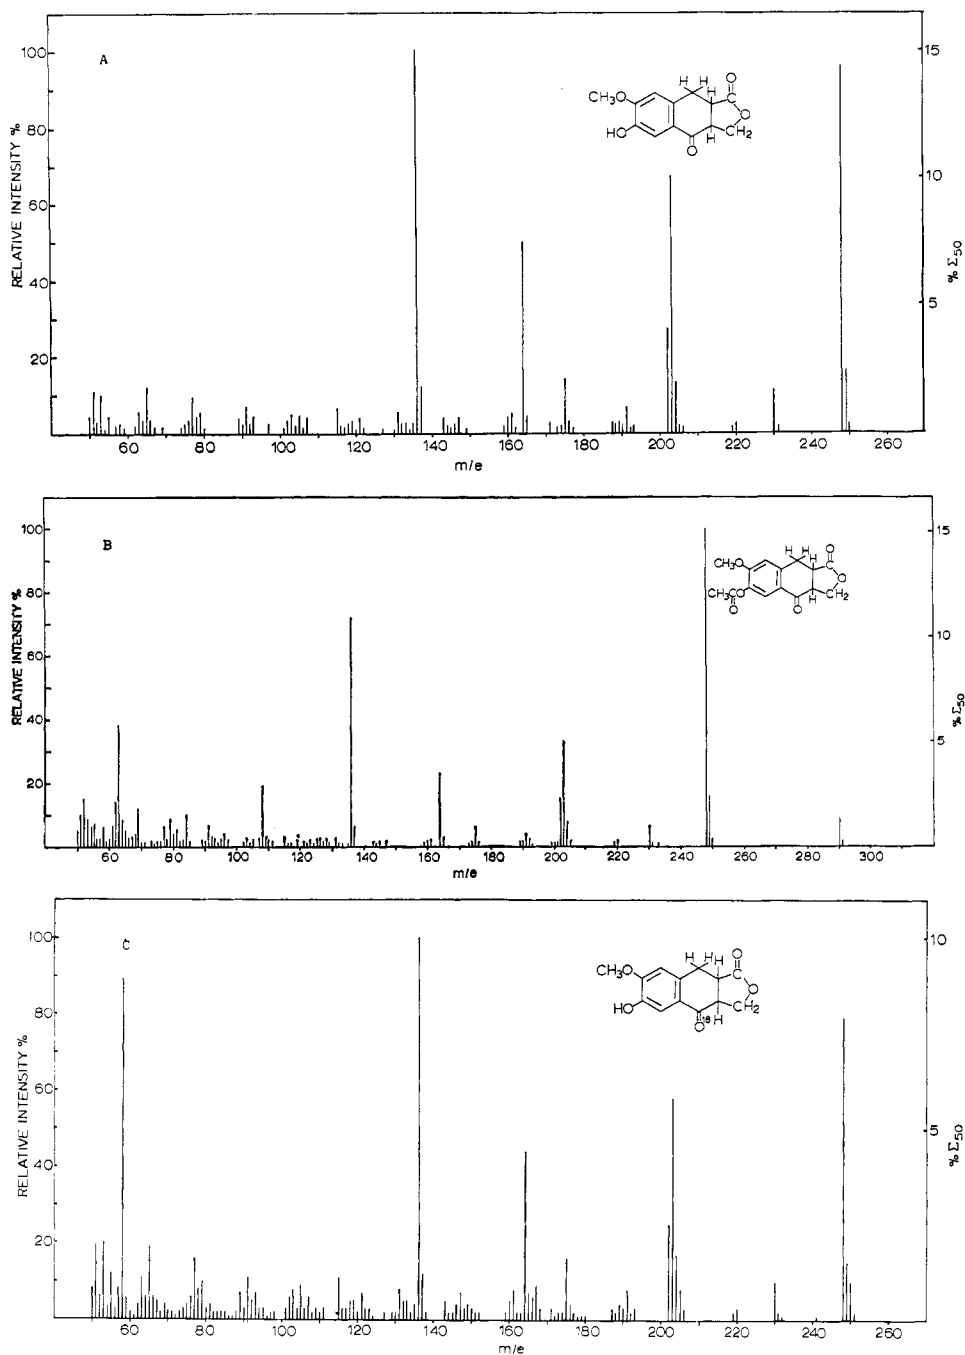 A
RELATIVE INTENSITY %
100
80
60
40
20
15
10
5
% Σ50
CH3O
HO
H H
H
O
C
O
CH2
H
O
60 80 100 120 140 160 180 200 220 240 260
m/e
B
RELATIVE INTENSITY %
100
80
60
40
20
15
10
5
% Σ50
CH3O
CH3CO
O
H H
H
O
C
O
CH2
H
O
60 80 100 120 140 160 180 200 220 240 260 280 300
m/e
C
RELATIVE INTENSITY %
100
80
60
40
20
10
5
% Σ50
CH3O
HO
H H
H
O
C
O
CH2
H
O18
60 80 100 120 140 160 180 200 220 240 260
m/e